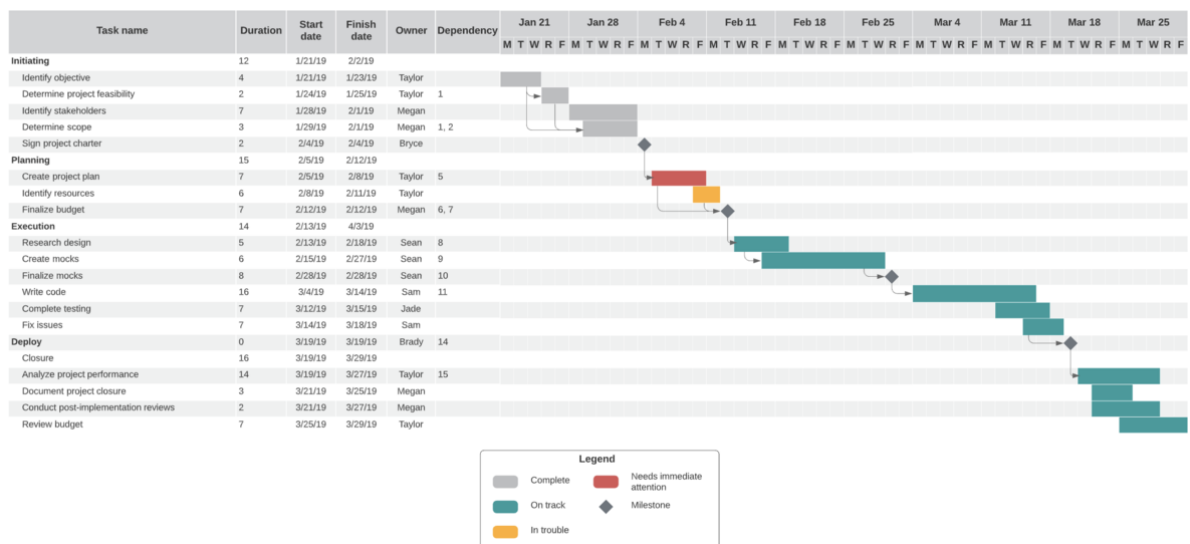 Task name Duration Start date Finish date Owner Dependency Jan 21 Jan 28 Feb 4 Feb 11 Feb 18 Feb 25 Mar 4 Mar 11 Mar 18 Mar 25
M T W R F M T W R F M T W R F M T W R F M T W R F M T W R F M T W R F M T W R F M T W R F M T W R F
Initiating 12 1/21/19 2/2/19
Identify objective 4 1/21/19 1/23/19 Taylor
Determine project feasibility 2 1/24/19 1/25/19 Taylor 1
Identify stakeholders 7 1/28/19 2/1/19 Megan
Determine scope 3 1/29/19 2/1/19 Megan 1, 2
Sign project charter 2 2/4/19 2/4/19 Bryce
Planning 15 2/5/19 2/12/19
Create project plan 7 2/5/19 2/8/19 Taylor 5
Identify resources 6 2/8/19 2/11/19 Taylor
Finalize budget 7 2/12/19 2/12/19 Megan 6, 7
Execution 14 2/13/19 4/3/19
Research design 5 2/13/19 2/18/19 Sean 8
Create mocks 6 2/15/19 2/27/19 Sean 9
Finalize mocks 8 2/28/19 2/28/19 Sean 10
Write code 16 3/4/19 3/14/19 Sam 11
Complete testing 7 3/12/19 3/15/19 Jade
Fix issues 7 3/14/19 3/18/19 Sam
Deploy 0 3/19/19 3/19/19 Brady 14
Closure 16 3/19/19 3/29/19
Analyze project performance 14 3/19/19 3/27/19 Taylor 15
Document project closure 3 3/21/19 3/25/19 Megan
Conduct post-implementation reviews 2 3/21/19 3/27/19 Megan
Review budget 7 3/25/19 3/29/19 Taylor
Legend
Complete
Needs immediate
attention
On track
Milestone
In trouble